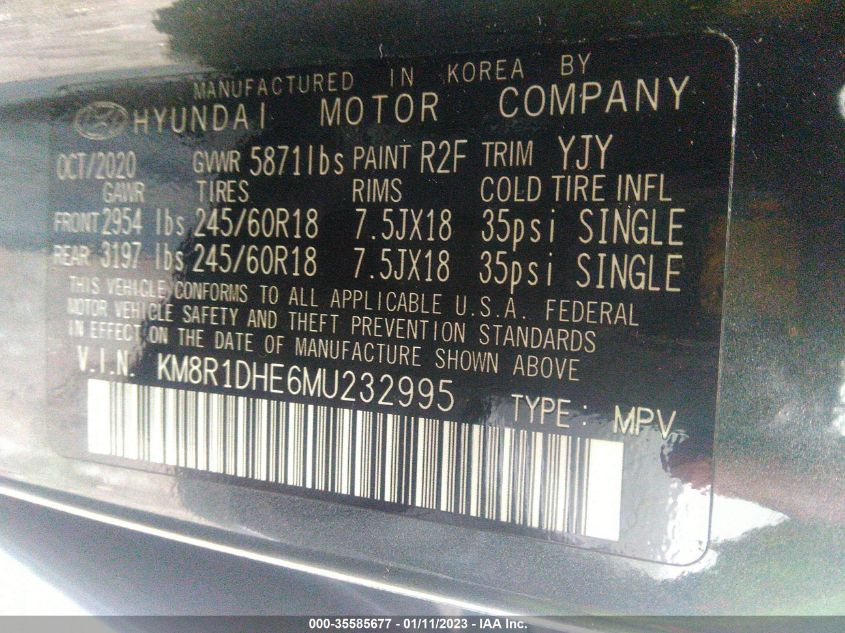 MANUFACTURED IN KOREA BY
HYUNDAI MOTOR COMPANY
OCT/2020 GVWR 5871lbs PAINT R2F TRIM YJY
GAWR TIRES RIMS COLD TIRE INFL
FRONT 2954 lbs 245/60R18 7.5JX18 35psi SINGLE
REAR 3197 lbs 245/60R18 7.5JX18 35psi SINGLE
THIS VEHICLE CONFORMS TO ALL APPLICABLE U.S.A. FEDERAL
MOTOR VEHICLE SAFETY AND THEFT PREVENTION STANDARDS
IN EFFECT ON THE DATE OF MANUFACTURE SHOWN ABOVE
V.I.N. KM8R1DHE6MU232995 TYPE : MPV
000-35585677 - 01/11/2023 - IAA Inc.